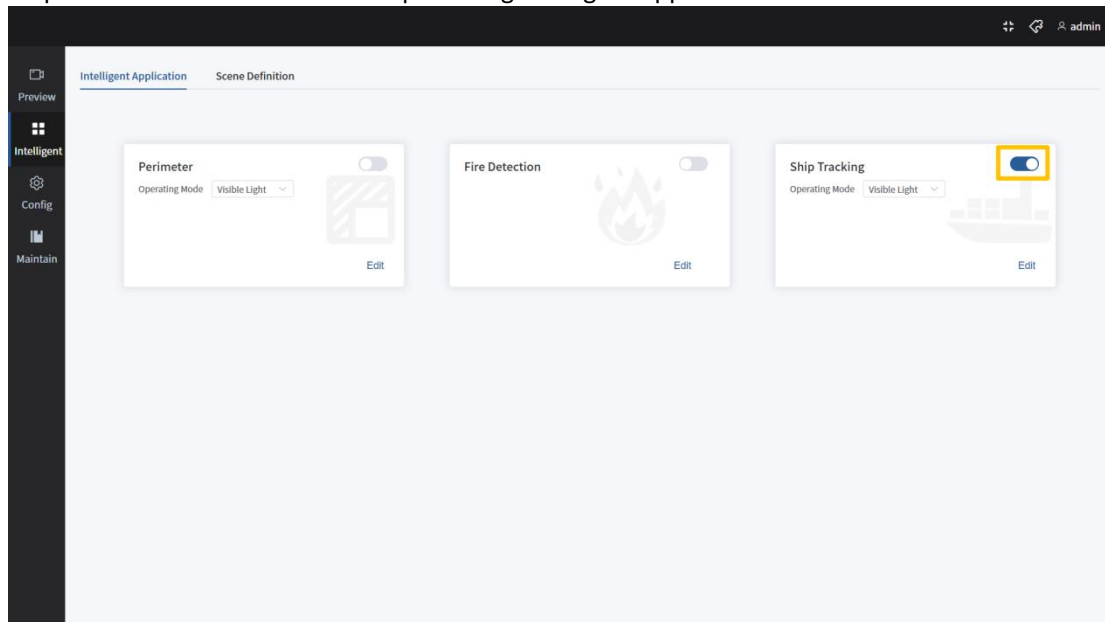 admin
Preview
Intelligent
Config
Maintain
Intelligent Application Scene Definition
Perimeter
Operating Mode Visible Light
Edit
Fire Detection
Edit
Ship Tracking
Operating Mode Visible Light
Edit